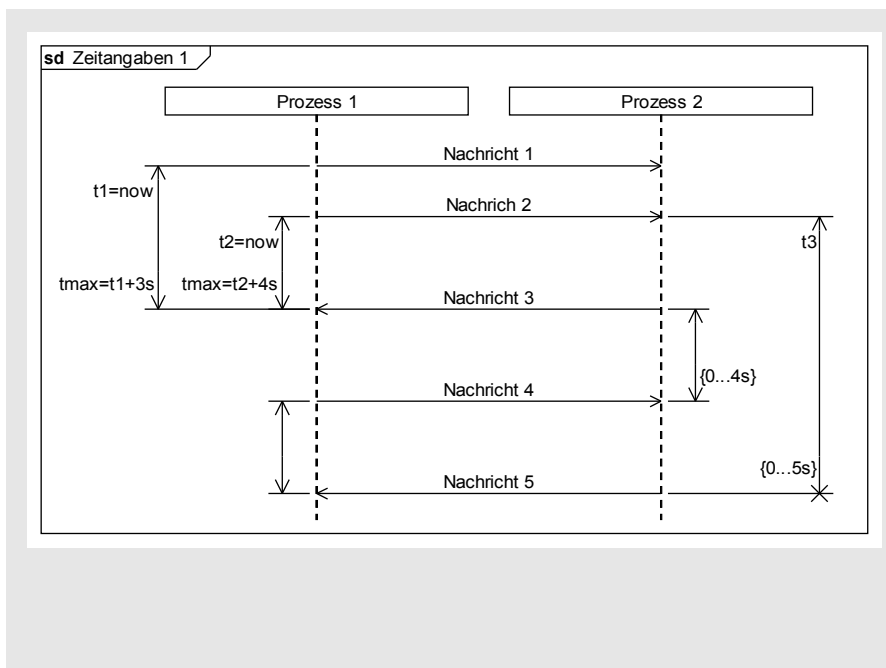 sd Zeitangaben 1
Prozess 1
Prozess 2
Nachricht 1
t1=now
Nachrich 2
t2=now
t3
tmax=t1+3s
tmax=t2+4s
Nachricht 3
{0...4s}
Nachricht 4
{0...5s}
Nachricht 5